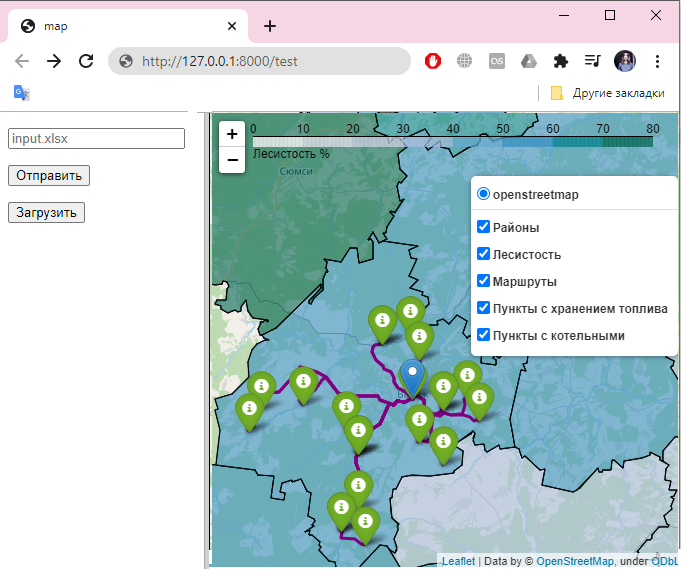 map
http://127.0.0.1:8000/test
Другие закладки
input.xlsx
Отправить
Загрузить
+
−
0 10 20 30 40 50 60 70 80
Лесистость %
Сюмси
openstreetmap
Районы
Лесистость
Маршруты
Пункты с хранением топлива
Пункты с котельными
Leaflet | Data by © OpenStreetMap, under ODbL